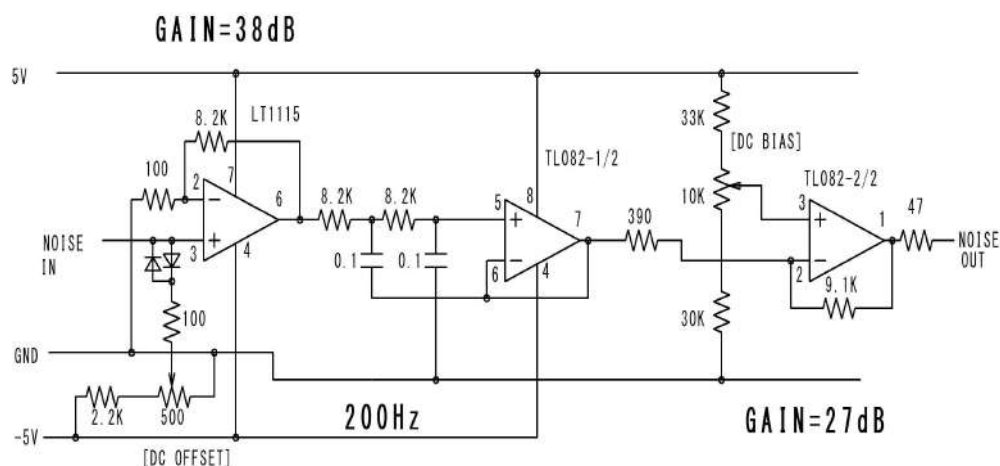 GAIN=38dB
5V
8.2K
LT1115
33K
[DC BIAS]
100
7
2
6
8.2K
8.2K
TL082-1/2
8
10K
TL082-2/2
5
7
390
3
1
47
NOISE
IN
3
4
0.1
0.1
6
4
2
9.1K
NOISE
OUT
100
30K
GND
2.2K
500
200Hz
GAIN=27dB
-5V
[DC OFFSET]